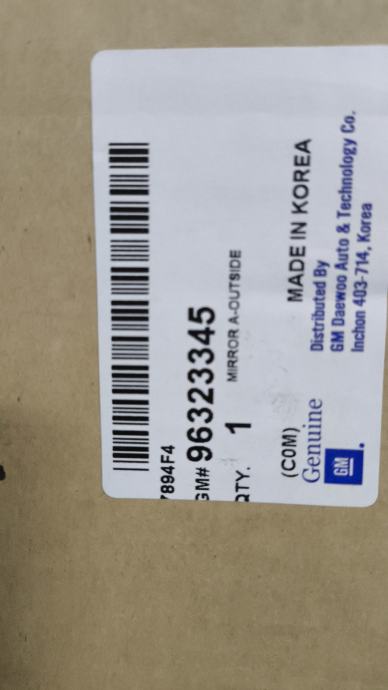 7894F4
GM# 96323345
QTY. 1 MIRROR A-OUTSIDE
(COM) MADE IN KOREA
Genuine Distributed By
GM GM Daewoo Auto & Technology Co.
Inchon 403-714, Korea